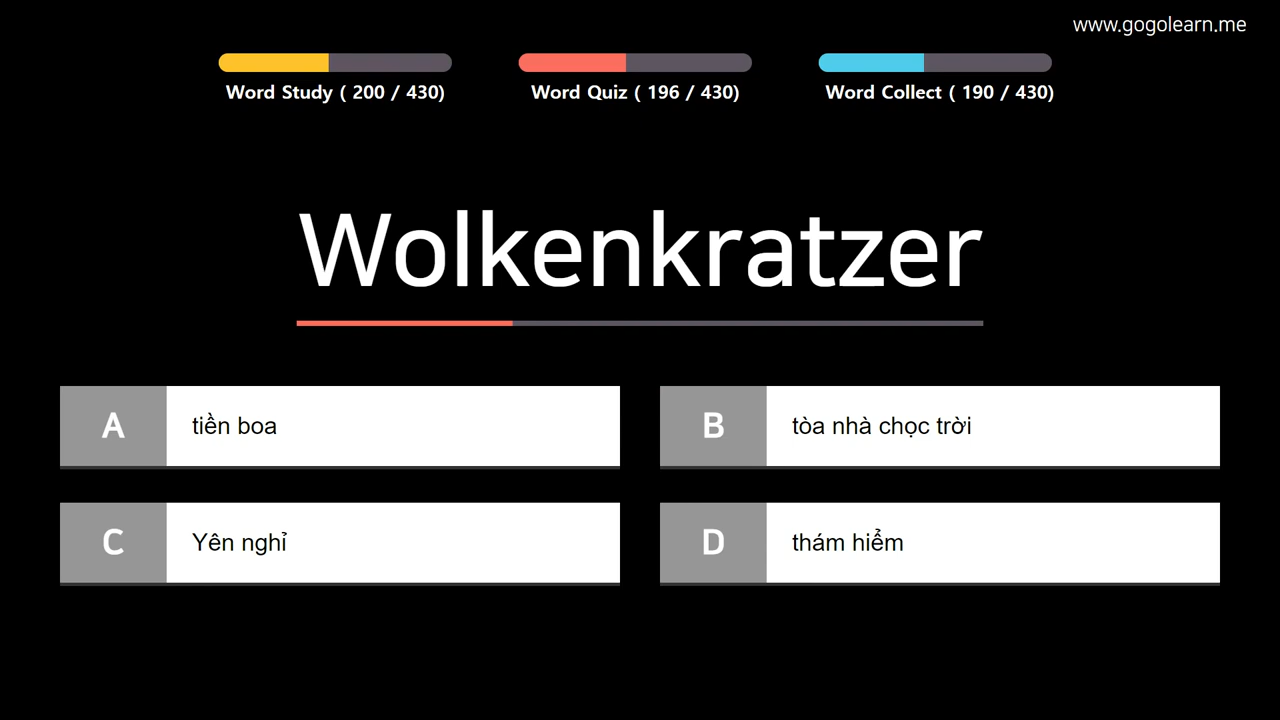 www.gogolearn.me
Word Study ( 200 / 430)
Word Quiz ( 196 / 430)
Word Collect ( 190 / 430)
Wolkenkratzer
A tiền boa
B tòa nhà chọc trời
C Yên nghỉ
D thám hiểm